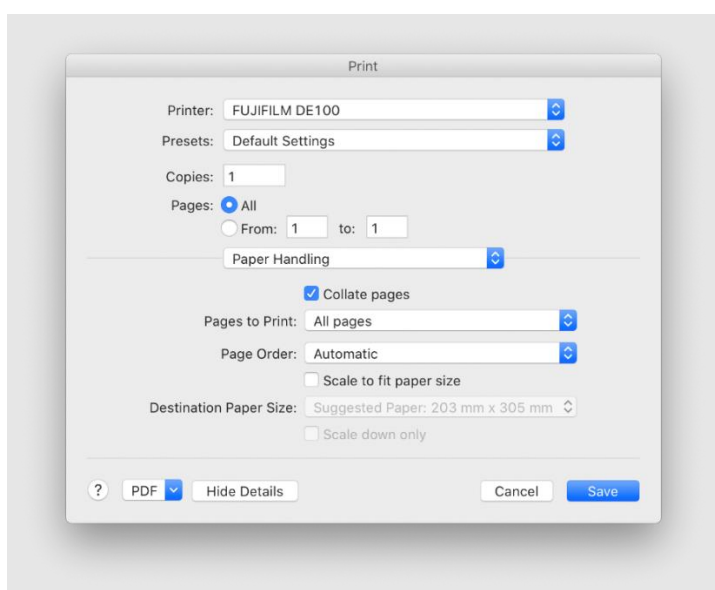 Print
Printer: FUJIFILM DE100
Presets: Default Settings
Copies: 1
Pages: All
From: 1 to: 1
Paper Handling
Collate pages
Pages to Print: All pages
Page Order: Automatic
Scale to fit paper size
Destination Paper Size: Suggested Paper: 203 mm x 305 mm
Scale down only
? PDF Hide Details Cancel Save